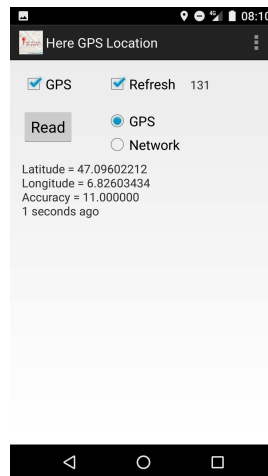 08:10
Here GPS Location
GPS
Refresh 131
Read
GPS
Network
Latitude = 47.09602212
Longitude = 6.82603434
Accuracy = 11.000000
1 seconds ago